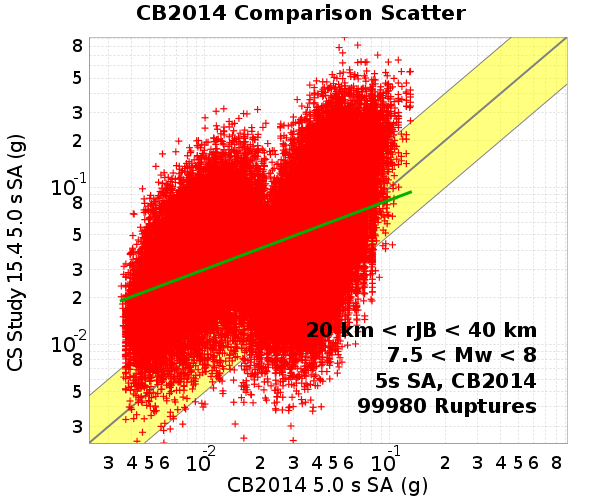 CB2014 Comparison Scatter
8
5
3
2
10-1
8
5
3
2
10-2
8
5
3
CS Study 15.4 5.0 s SA (g)
20 km < rJB < 40 km
7.5 < Mw < 8
5s SA, CB2014
99980 Ruptures
3 4 5 6 10-2 2 3 4 5 6 10-1 2 3 4 5 6 8
CB2014 5.0 s SA (g)